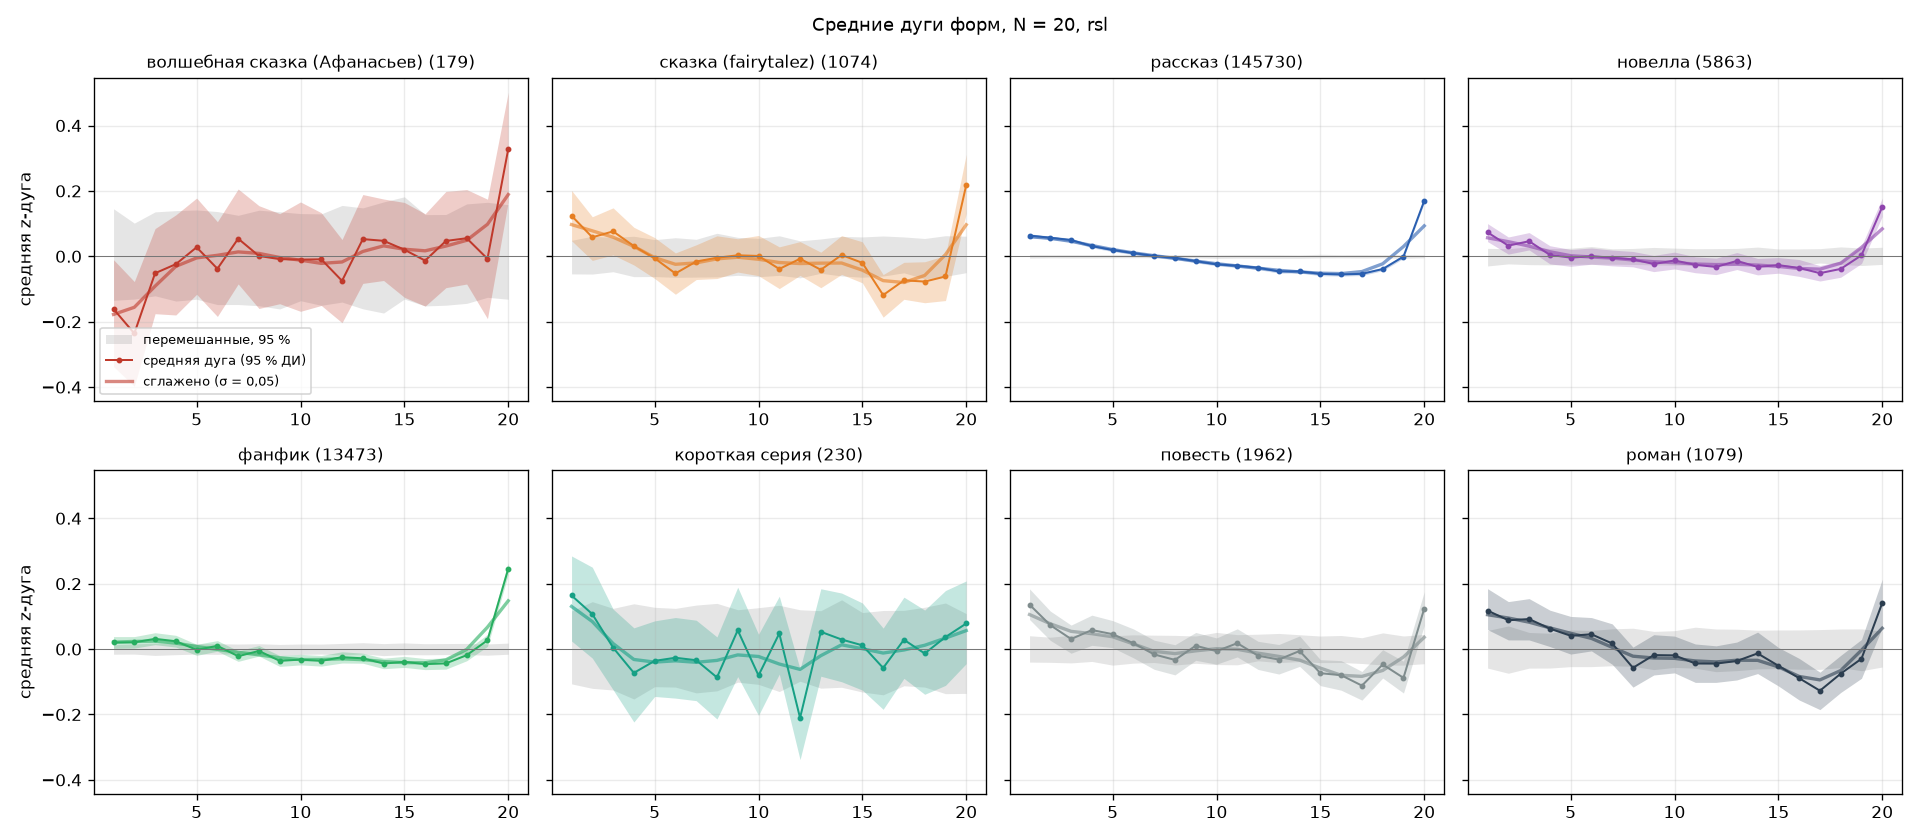 Средние дуги форм, N = 20, rsl
волшебная сказка (Афанасьев) (179)
сказка (fairytalez) (1074)
рассказ (145730)
новелла (5863)
средняя z-дуга
0.4
0.2
0.0
−0.2
−0.4
перемешанные, 95 %
средняя дуга (95 % ДИ)
сглажено (σ = 0,05)
5 10 15 20
5 10 15 20
5 10 15 20
5 10 15 20
фанфик (13473)
короткая серия (230)
повесть (1962)
роман (1079)
средняя z-дуга
0.4
0.2
0.0
−0.2
−0.4
5 10 15 20
5 10 15 20
5 10 15 20
5 10 15 20